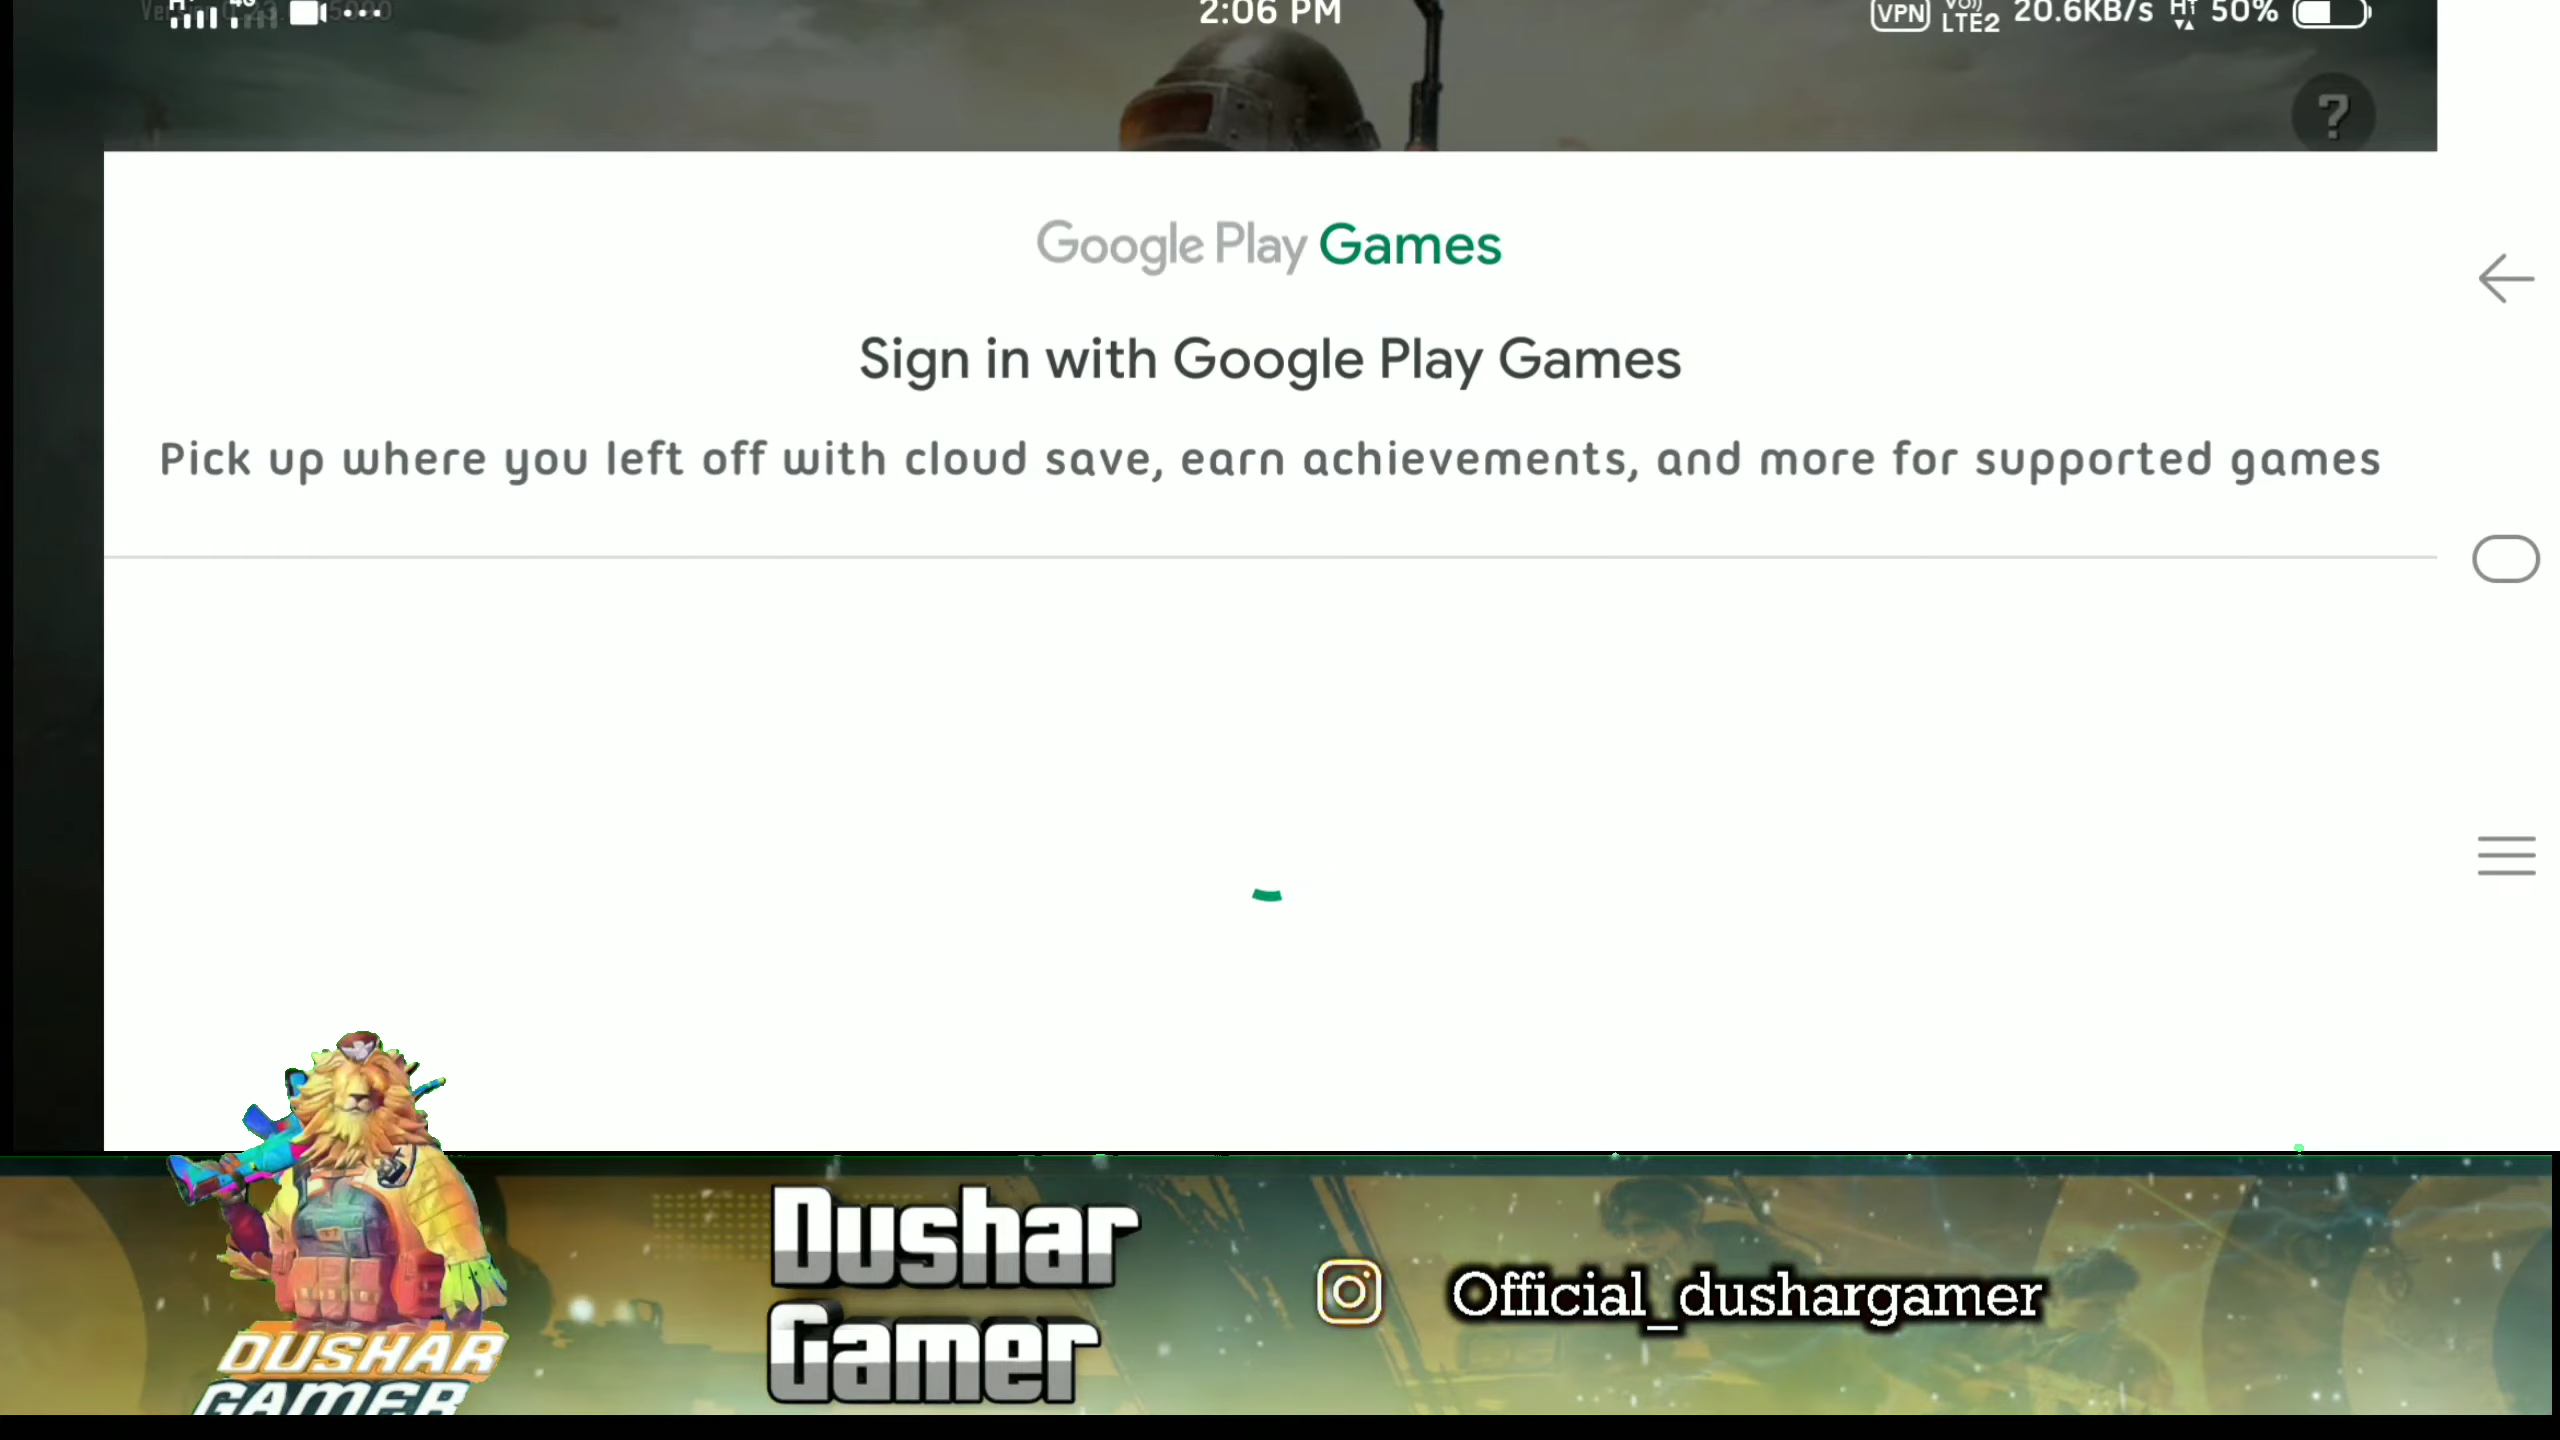 2:06 PM
VPN
LTE2
20.6KB/s
50%
?
Google Play Games
Sign in with Google Play Games
Pick up where you left off with cloud save, earn achievements, and more for supported games
DUSHAR
GAMER
Dushar
Gamer
Official_dushargamer